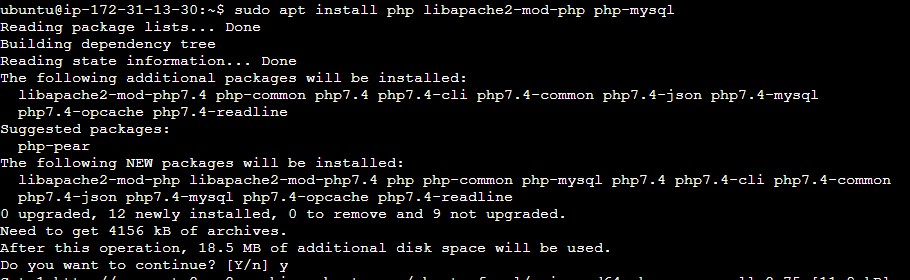 ubuntu@ip-172-31-13-30:~$ sudo apt install php libapache2-mod-php php-mysql
Reading package lists... Done
Building dependency tree
Reading state information... Done
The following additional packages will be installed:
  libapache2-mod-php7.4 php-common php7.4 php7.4-cli php7.4-common php7.4-json php7.4-mysql
  php7.4-opcache php7.4-readline
Suggested packages:
  php-pear
The following NEW packages will be installed:
  libapache2-mod-php libapache2-mod-php7.4 php php-common php-mysql php7.4 php7.4-cli php7.4-common
  php7.4-json php7.4-mysql php7.4-opcache php7.4-readline
0 upgraded, 12 newly installed, 0 to remove and 9 not upgraded.
Need to get 4156 kB of archives.
After this operation, 18.5 MB of additional disk space will be used.
Do you want to continue? [Y/n] y